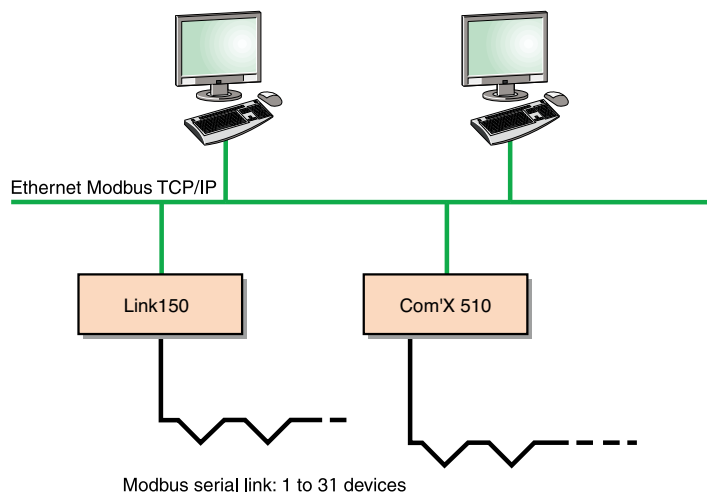 Ethernet Modbus TCP/IP
Link150
Com'X 510
Modbus serial link: 1 to 31 devices